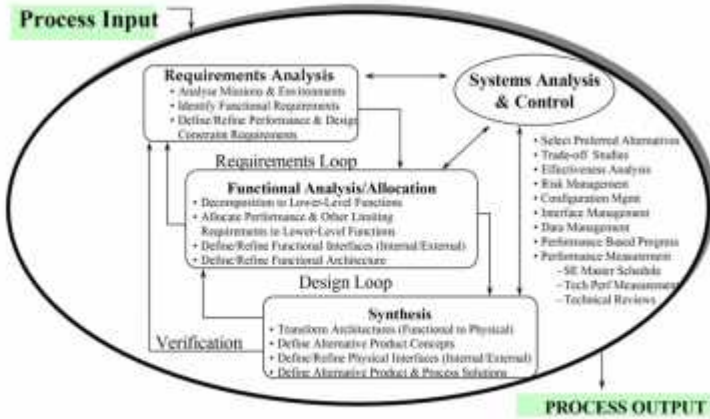 Process Input
Requirements Analysis
• Analyse Missions & Environments
• Identify Functional Requirements
• Define/Refine Performance & Design
Constraint Requirements
Systems Analysis
& Control
• Select Preferred Alternatives
• Trade-off Studies
• Effectiveness Analysis
• Risk Management
• Configuration Mgmt
• Interface Management
• Data Management
• Performance Based Progress
• Performance Measurement
– SE Master Schedule
– Tech Perf Measurement
– Technical Reviews
Requirements Loop
Functional Analysis/Allocation
• Decomposition to Lower-Level Functions
• Allocate Performance & Other Limiting
Requirements to Lower-Level Functions
• Define/Refine Functional Interfaces (Internal/External)
• Define/Refine Functional Architecture
Design Loop
Synthesis
• Transform Architectures (Functional to Physical)
• Define Alternative Product Concepts
• Define/Refine Physical Interfaces (Internal/External)
• Define Alternative Product & Process Solutions
Verification
PROCESS OUTPUT